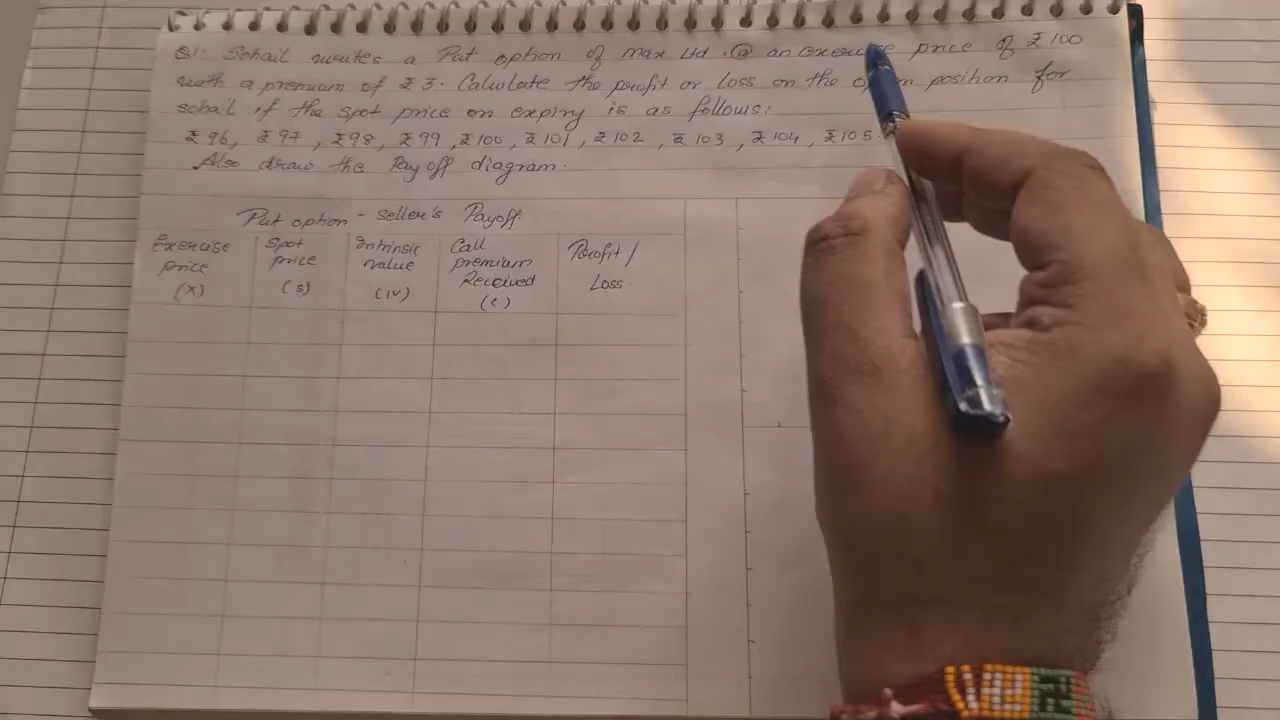 Q1. Sohail writes a Put option of Max Ltd. @ an exercise price of ₹100
with a premium of ₹3. Calculate the profit or Loss on the position for
sohail if the spot price on expiry is as follows:
₹96, ₹97, ₹98, ₹99, ₹100, ₹101, ₹102, ₹103, ₹104, ₹105.
Also draw the Pay off diagram.
Put option - seller's Payoff.
Exercise price (X) Spot price (S) Intrinsic value (IV) Call premium Received (C) Profit / Loss.